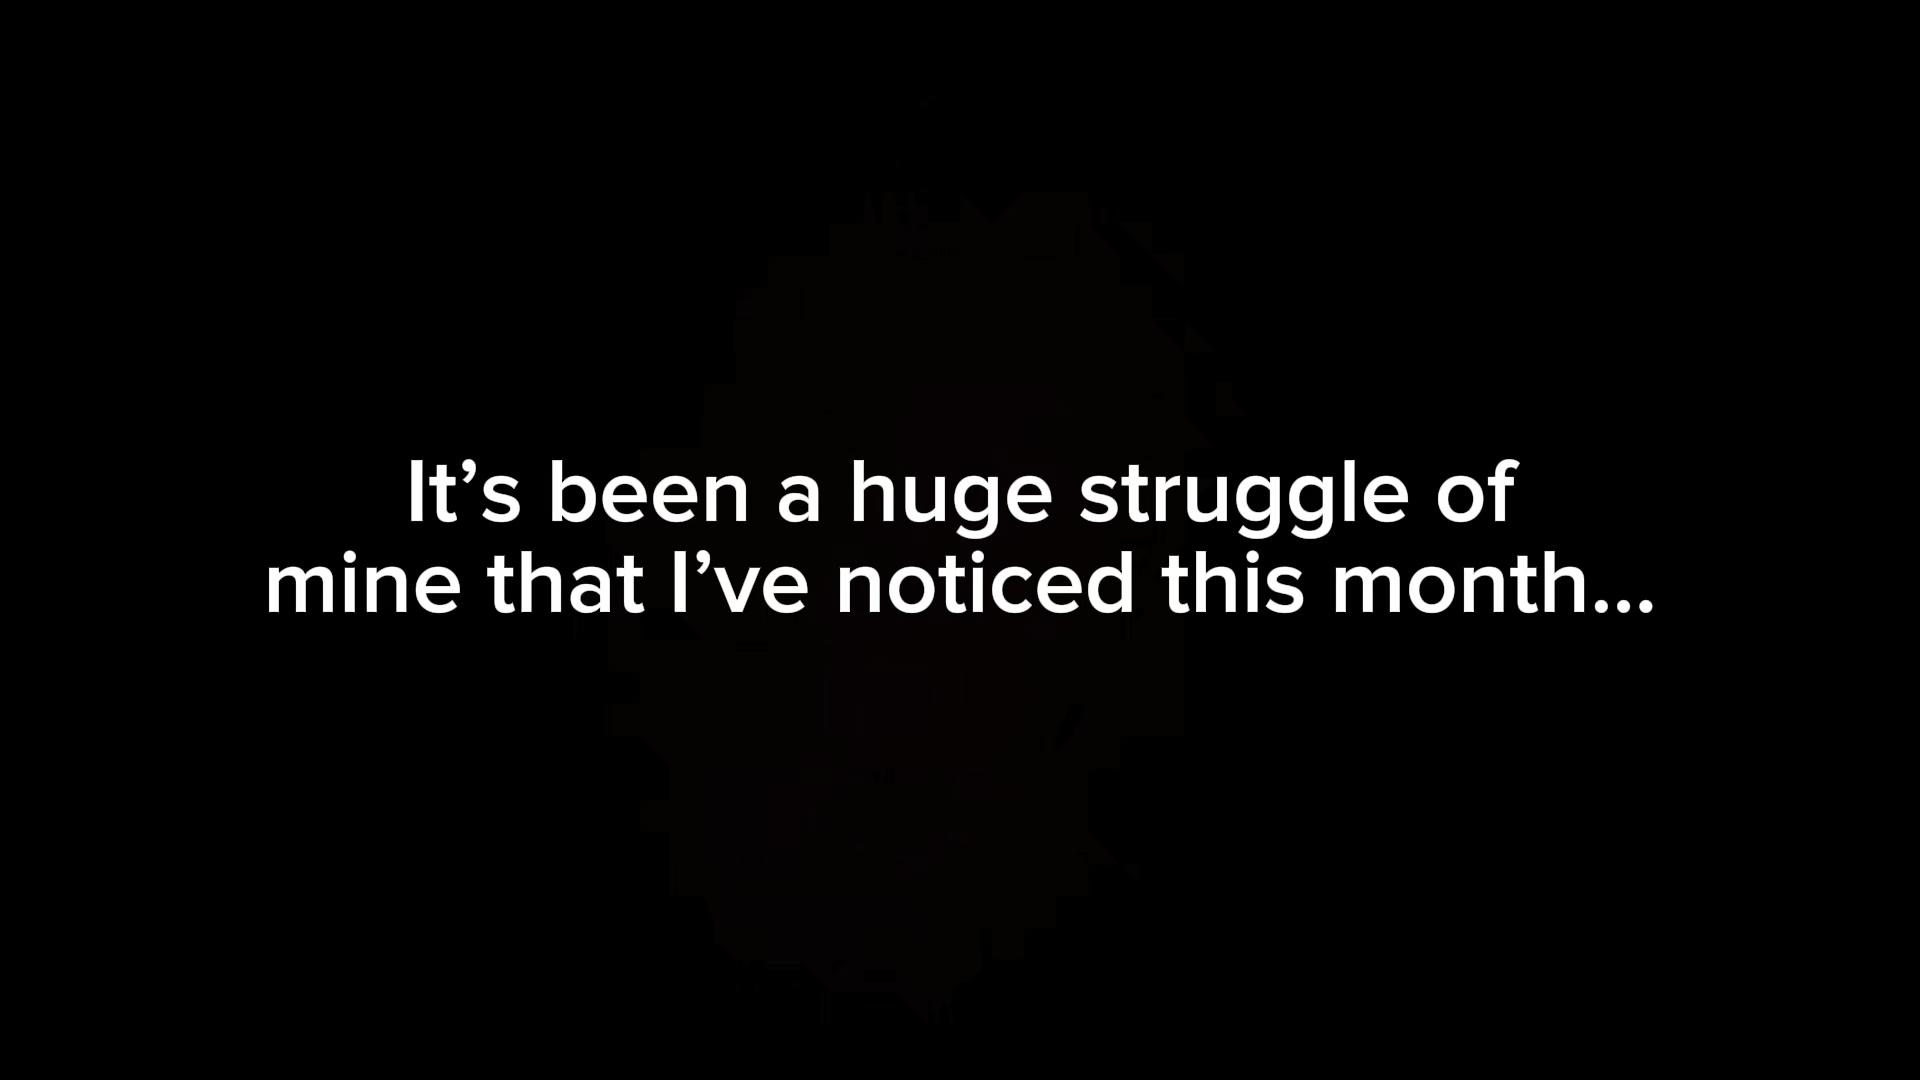 It’s been a huge struggle of
mine that I’ve noticed this month...